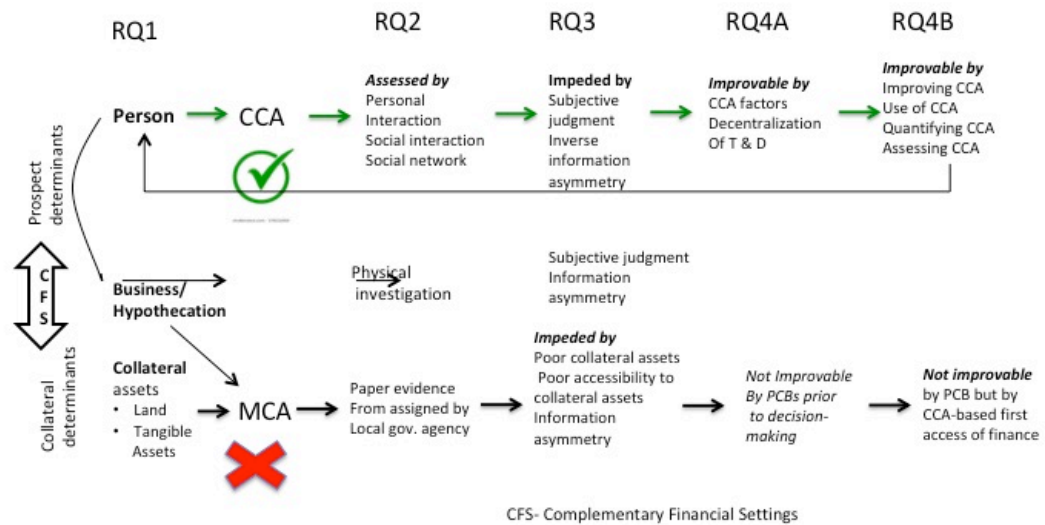 RQ1
RQ2
RQ3
RQ4A
RQ4B
Prospect
determinants
C
F
S
Collateral
determinants
Person
CCA
Assessed by
Personal
Interaction
Social interaction
Social network
Impeded by
Subjective
judgment
Inverse
information
asymmetry
Improvable by
CCA factors
Decentralization
Of T & D
Improvable by
Improving CCA
Use of CCA
Quantifying CCA
Assessing CCA
Business/
Hypothecation
Physical
investigation
Subjective judgment
Information
asymmetry
Collateral
assets
• Land
• Tangible
Assets
MCA
Paper evidence
From assigned by
Local gov. agency
Impeded by
Poor collateral assets
Poor accessibility to
collateral assets
Information
asymmetry
Not Improvable
By PCBs prior
to decision-
making
Not improvable
by PCB but by
CCA-based first
access of finance
CFS- Complementary Financial Settings